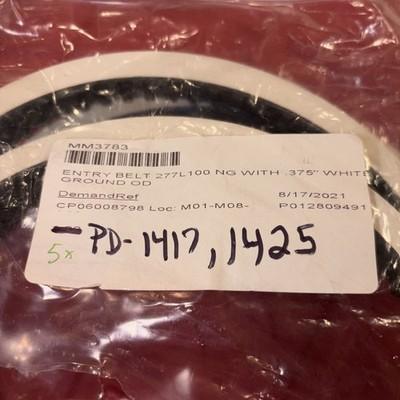 MM3783
ENTRY BELT 277L100 NG WITH .375" WHITE
GROUND OD
DemandRef 8/17/2021
CP06008798 Loc: M01-M08- P012809491
- PD-1417, 1425
5x